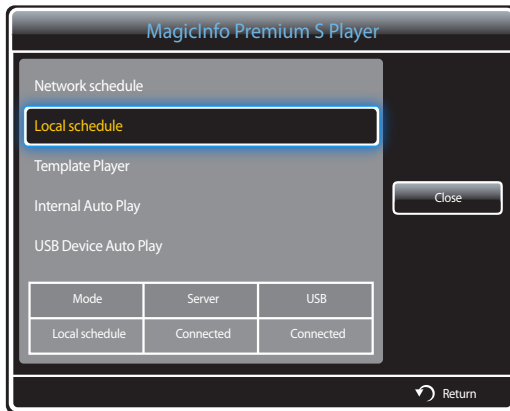 MagicInfo Premium S Player
Network schedule
Local schedule
Template Player
Internal Auto Play
USB Device Auto Play
Close
Mode Server USB
Local schedule Connected Connected
Return